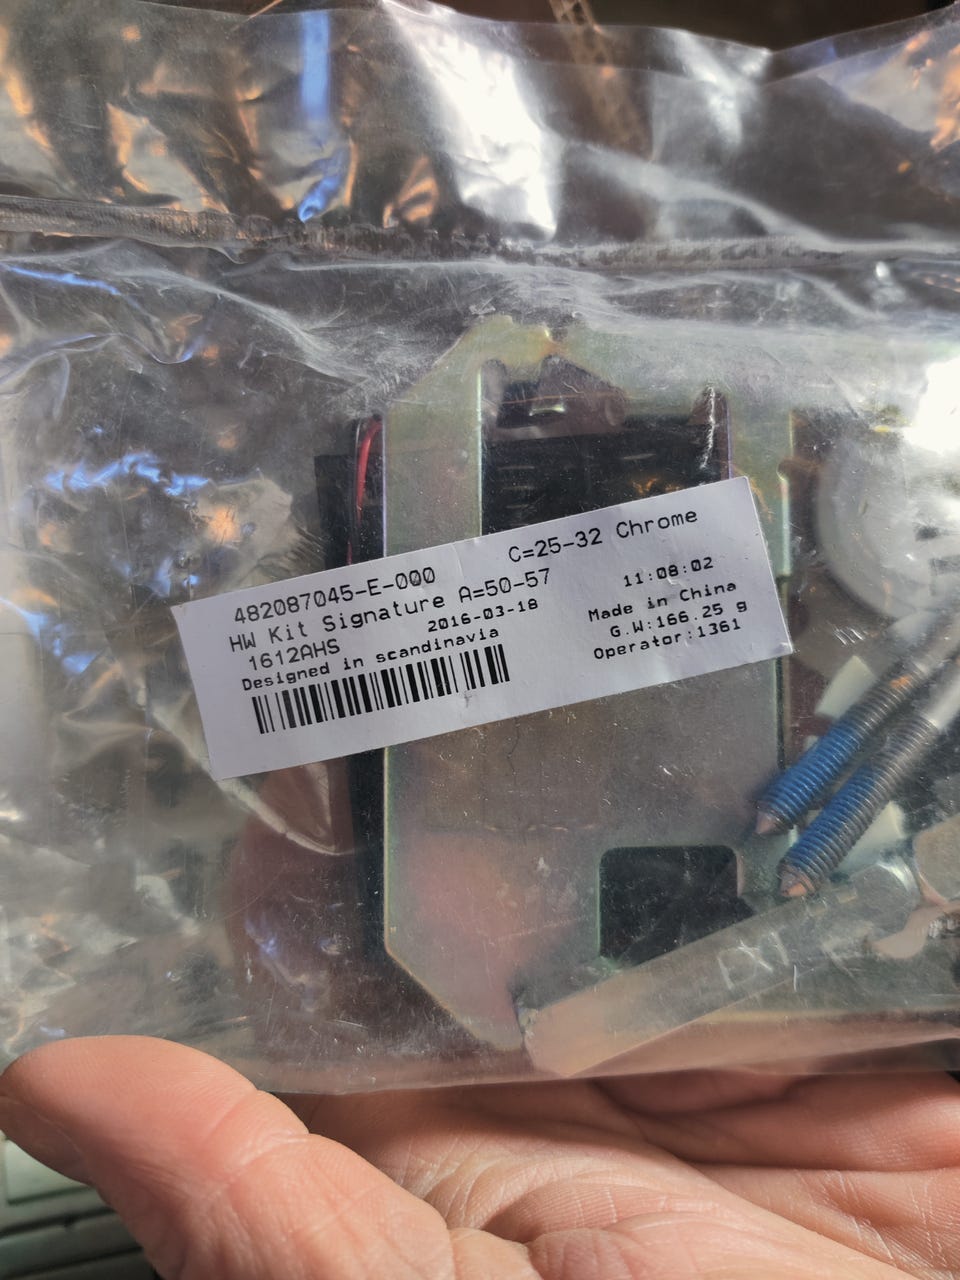 482087045-E-000
C=25-32 Chrome
HW Kit Signature A=50-57
1612AHS
2016-03-18
11:08:02
Designed in scandinavia
Made in China
G.W:166.25 g
Operator:1361